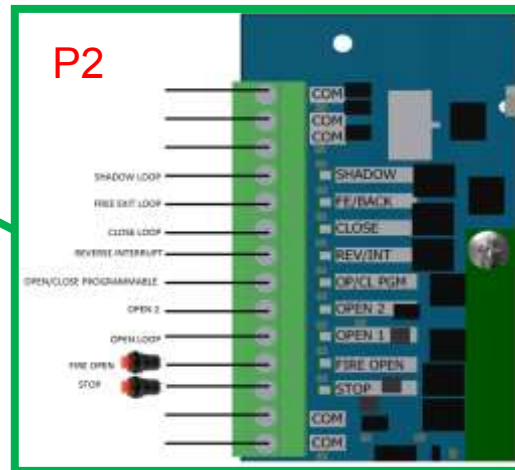 P2
COM
COM
COM
SHADOW LOOP SHADOW
FREE EXIT LOOP FE/BACK
CLOSE LOOP CLOSE
REVERSE INTERRUPT REV/INT
OPEN/CLOSE PROGRAMMABLE OP/CL PGM
OPEN 2 OPEN 2
OPEN LOOP OPEN 1
FIRE OPEN FIRE OPEN
STOP STOP
COM
COM